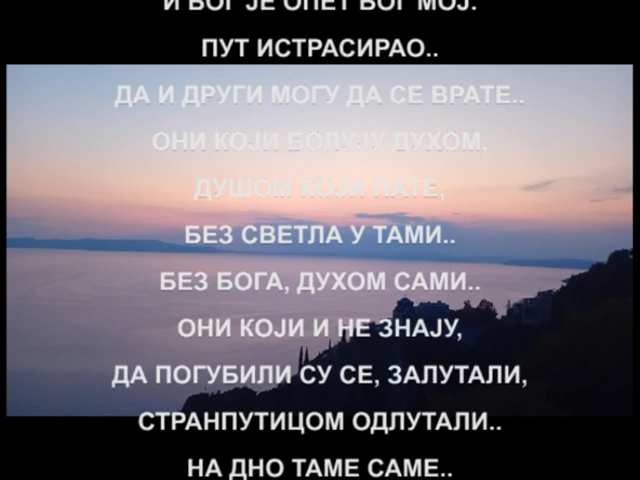 И БОГ ЈЕ ОПЕТ БОГ МОЈ.
ПУТ ИСТРАСИРАО..
ДА И ДРУГИ МОГУ ДА СЕ ВРАТЕ..
ОНИ КОЈИ БОЛУЈУ ДУХОМ,
ДУШОМ КОЈИ ПАТЕ,
БЕЗ СВЕТЛА У ТАМИ..
БЕЗ БОГА, ДУХОМ САМИ..
ОНИ КОЈИ И НЕ ЗНАЈУ,
ДА ПОГУБИЛИ СУ СЕ, ЗАЛУТАЛИ,
СТРАНПУТИЦОМ ОДЛУТАЛИ..
НА ДНО ТАМЕ САМЕ..